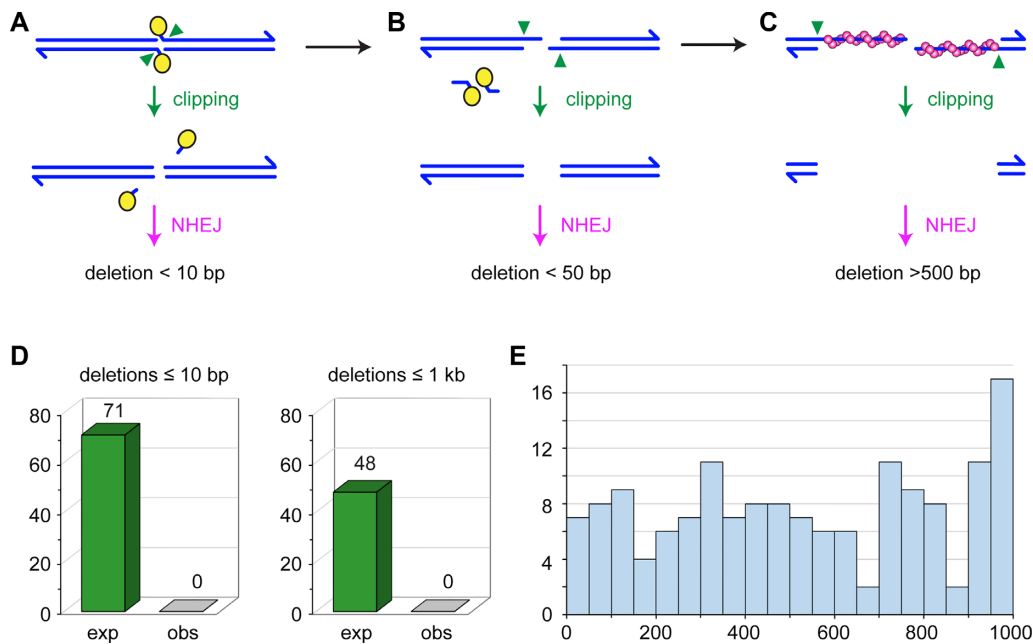 A
B
C
clipping
clipping
clipping
NHEJ
NHEJ
NHEJ
deletion < 10 bp
deletion < 50 bp
deletion >500 bp
D
deletions ≤ 10 bp
deletions ≤ 1 kb
E
80
60
40
20
0
71
0
exp
obs
80
60
40
20
0
48
0
exp
obs
16
12
8
4
0
0
200
400
600
800
1000